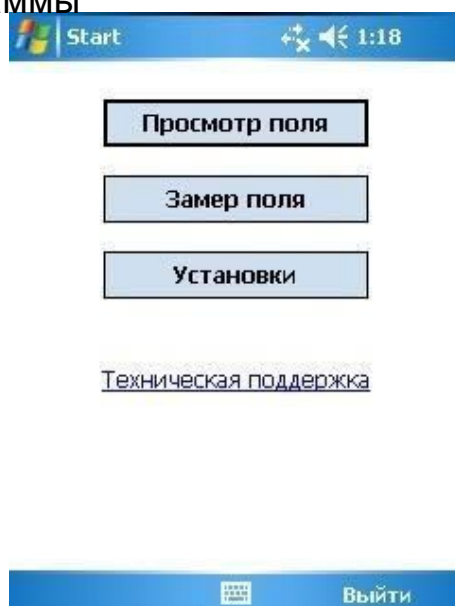 ммы
Start 1:18
Просмотр поля
Замер поля
Установки
Техническая поддержка
Выйти